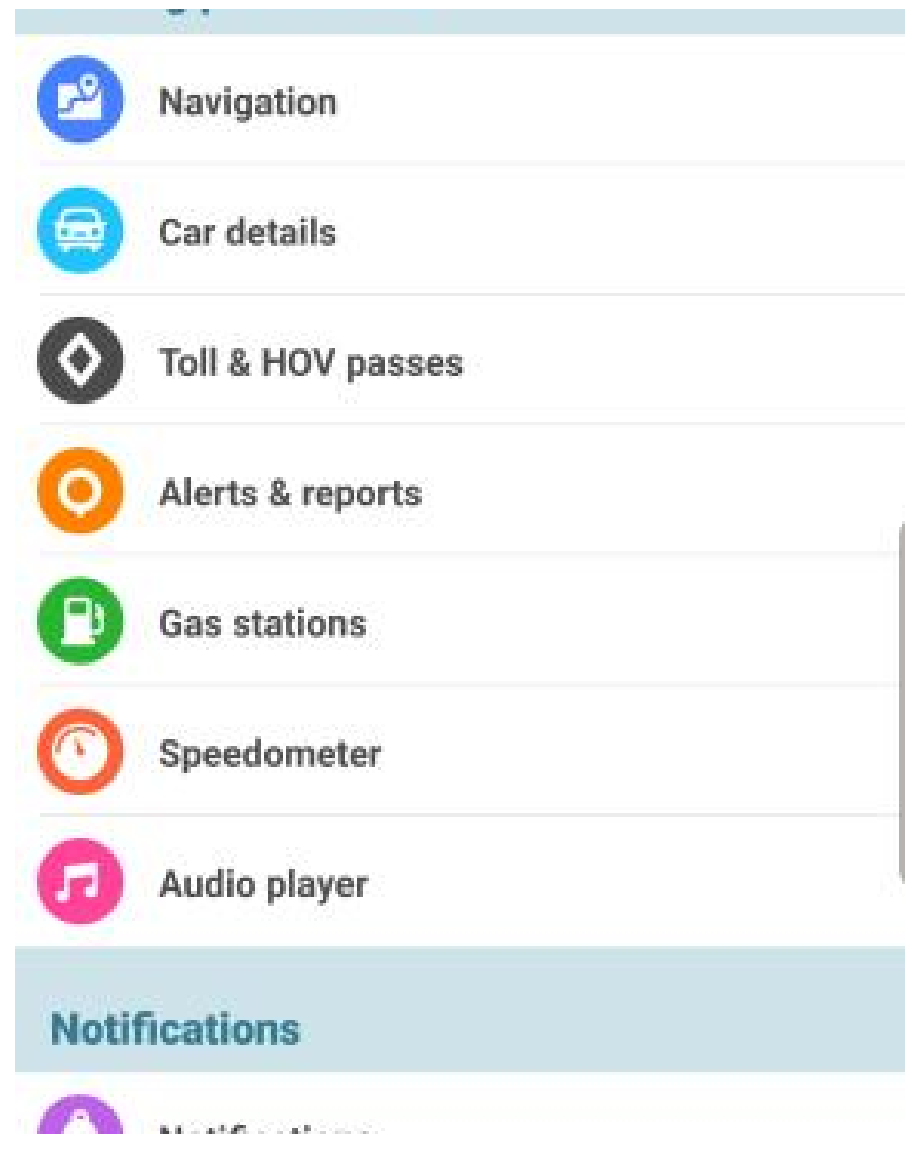 Navigation
Car details
Toll & HOV passes
Alerts & reports
Gas stations
Speedometer
Audio player
Notifications